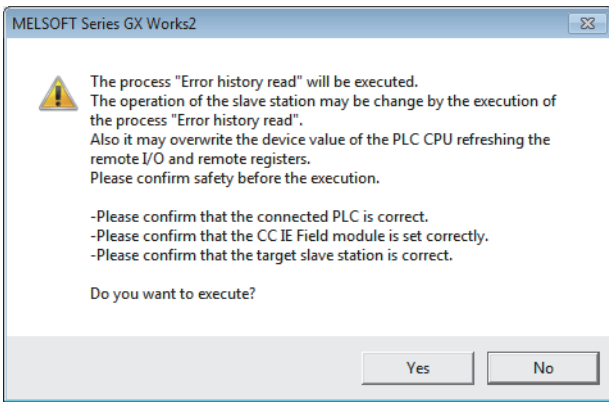 MELSOFT Series GX Works2
The process "Error history read" will be executed.
The operation of the slave station may be change by the execution of
the process "Error history read".
Also it may overwrite the device value of the PLC CPU refreshing the
remote I/O and remote registers.
Please confirm safety before the execution.
-Please confirm that the connected PLC is correct.
-Please confirm that the CC IE Field module is set correctly.
-Please confirm that the target slave station is correct.
Do you want to execute?
Yes No